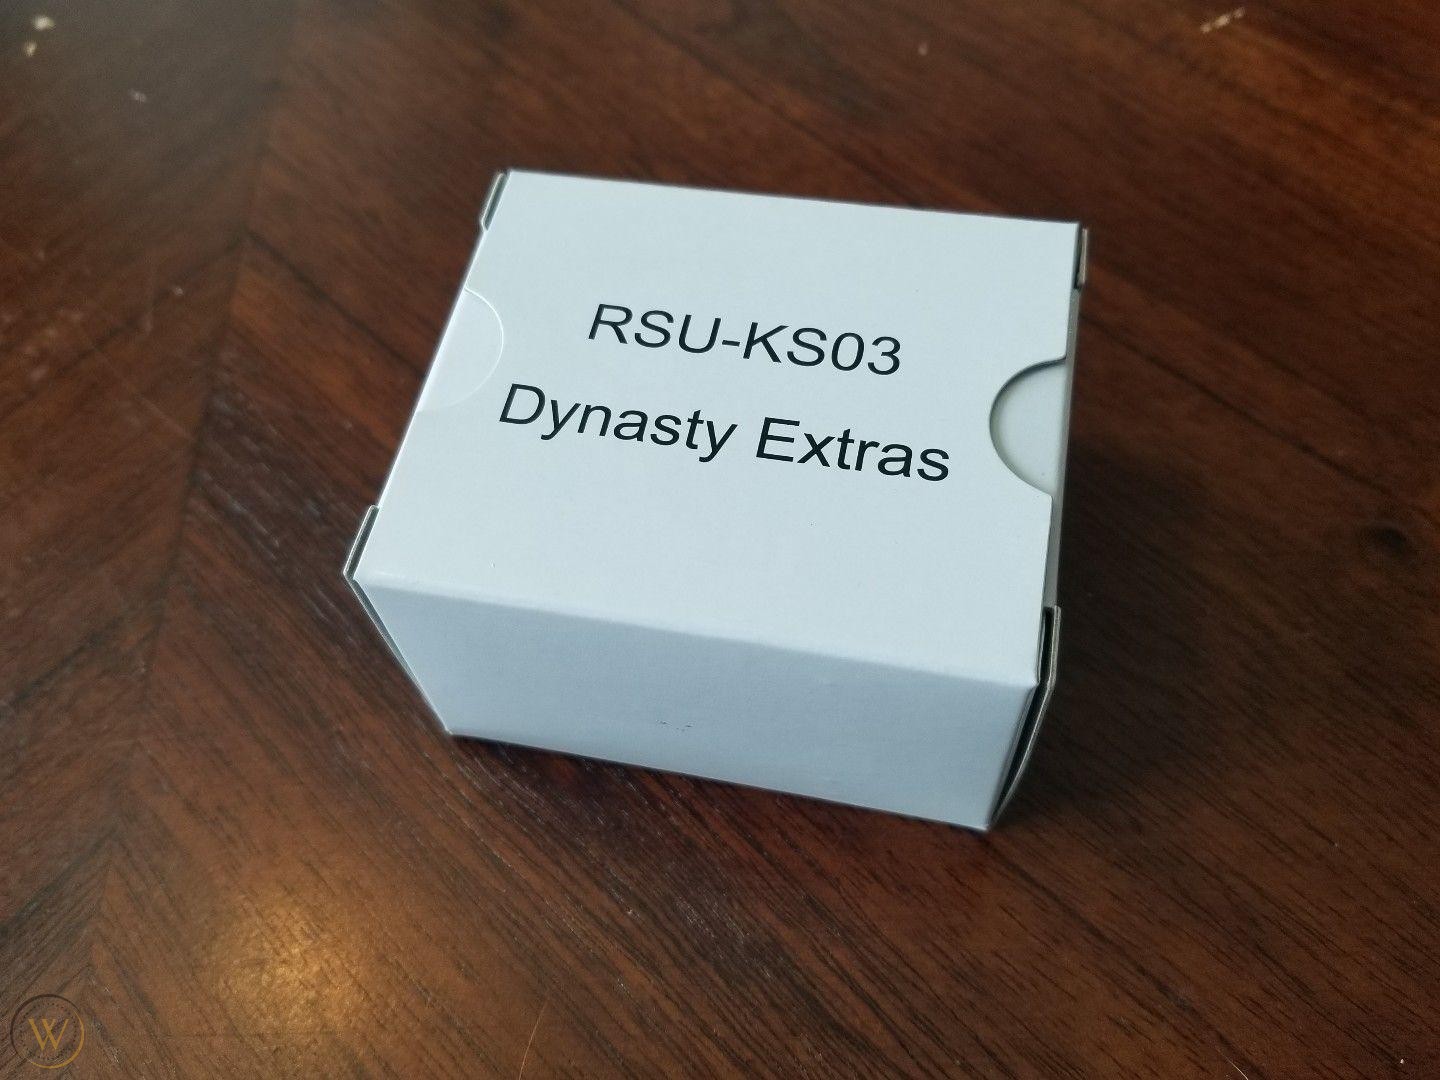 RSU-KS03
Dynasty Extras
W